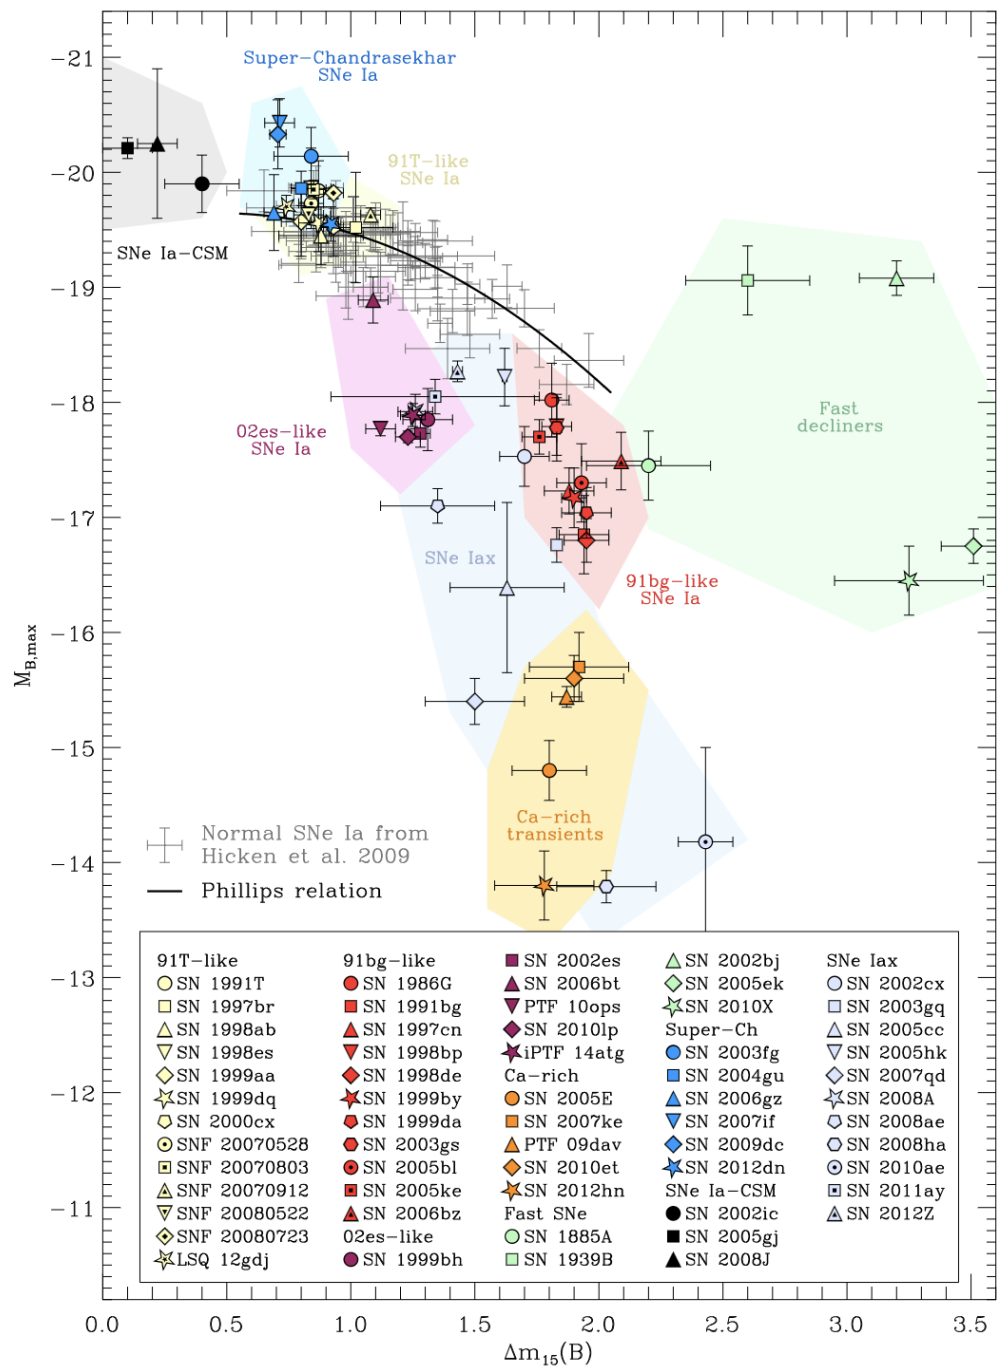 −21
−20
−19
−18
−17
−16
−15
−14
−13
−12
−11
M_B,max
Super−Chandrasekhar
SNe Ia
91T−like
SNe Ia
SNe Ia−CSM
02es−like
SNe Ia
Fast
decliners
SNe Iax
91bg−like
SNe Ia
Ca−rich
transients
Normal SNe Ia from
Hicken et al. 2009
Phillips relation
91T−like
SN 1991T
SN 1997br
SN 1998ab
SN 1998es
SN 1999aa
SN 1999dq
SN 2000cx
SNF 20070528
SNF 20070803
SNF 20070912
SNF 20080522
SNF 20080723
LSQ 12gdj
91bg−like
SN 1986G
SN 1991bg
SN 1997cn
SN 1998bp
SN 1998de
SN 1999by
SN 1999da
SN 2003gs
SN 2005bl
SN 2005ke
SN 2006bz
02es−like
SN 1999bh
SN 2002es
SN 2006bt
PTF 10ops
SN 2010lp
iPTF 14atg
Ca−rich
SN 2005E
SN 2007ke
PTF 09dav
SN 2010et
SN 2012hn
Fast SNe
SN 1885A
SN 1939B
SN 2002bj
SN 2005ek
SN 2010X
Super−Ch
SN 2003fg
SN 2004gu
SN 2006gz
SN 2007if
SN 2009dc
SN 2012dn
SNe Ia−CSM
SN 2002ic
SN 2005gj
SN 2008J
SNe Iax
SN 2002cx
SN 2003gq
SN 2005cc
SN 2005hk
SN 2007qd
SN 2008A
SN 2008ae
SN 2008ha
SN 2010ae
SN 2011ay
SN 2012Z
0.0 0.5 1.0 1.5 2.0 2.5 3.0 3.5
Δm₁₅(B)